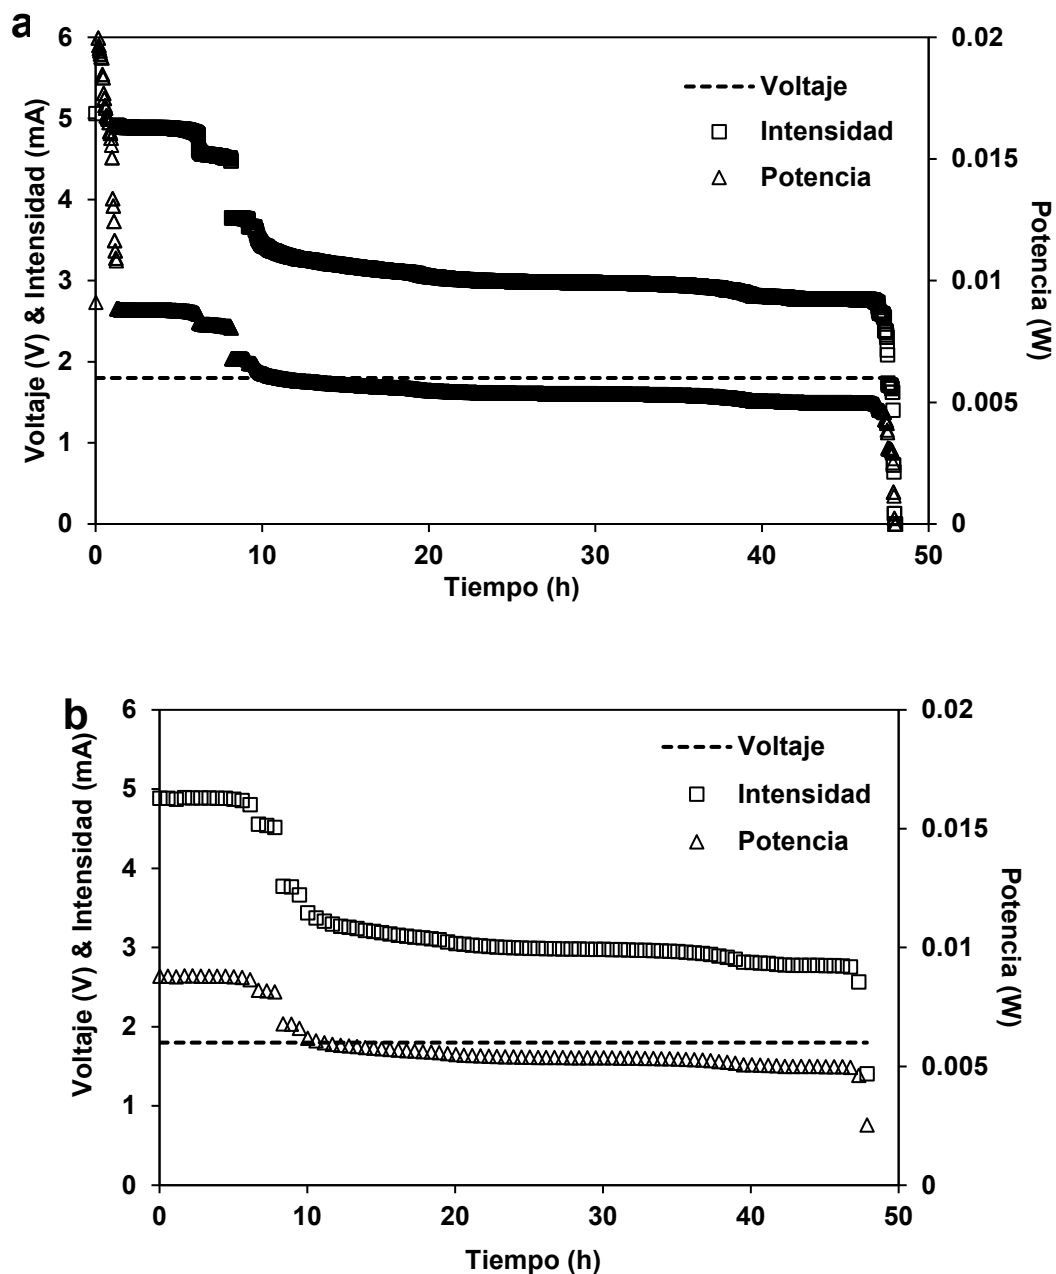 a
6
5
4
3
2
1
0
Voltaje (V) & Intensidad (mA)
0.02
0.015
0.01
0.005
0
Potencia (W)
Voltaje
Intensidad
Potencia
0 10 20 30 40 50
Tiempo (h)
b
6
5
4
3
2
1
0
Voltaje (V) & Intensidad (mA)
0.02
0.015
0.01
0.005
0
Potencia (W)
Voltaje
Intensidad
Potencia
0 10 20 30 40 50
Tiempo (h)